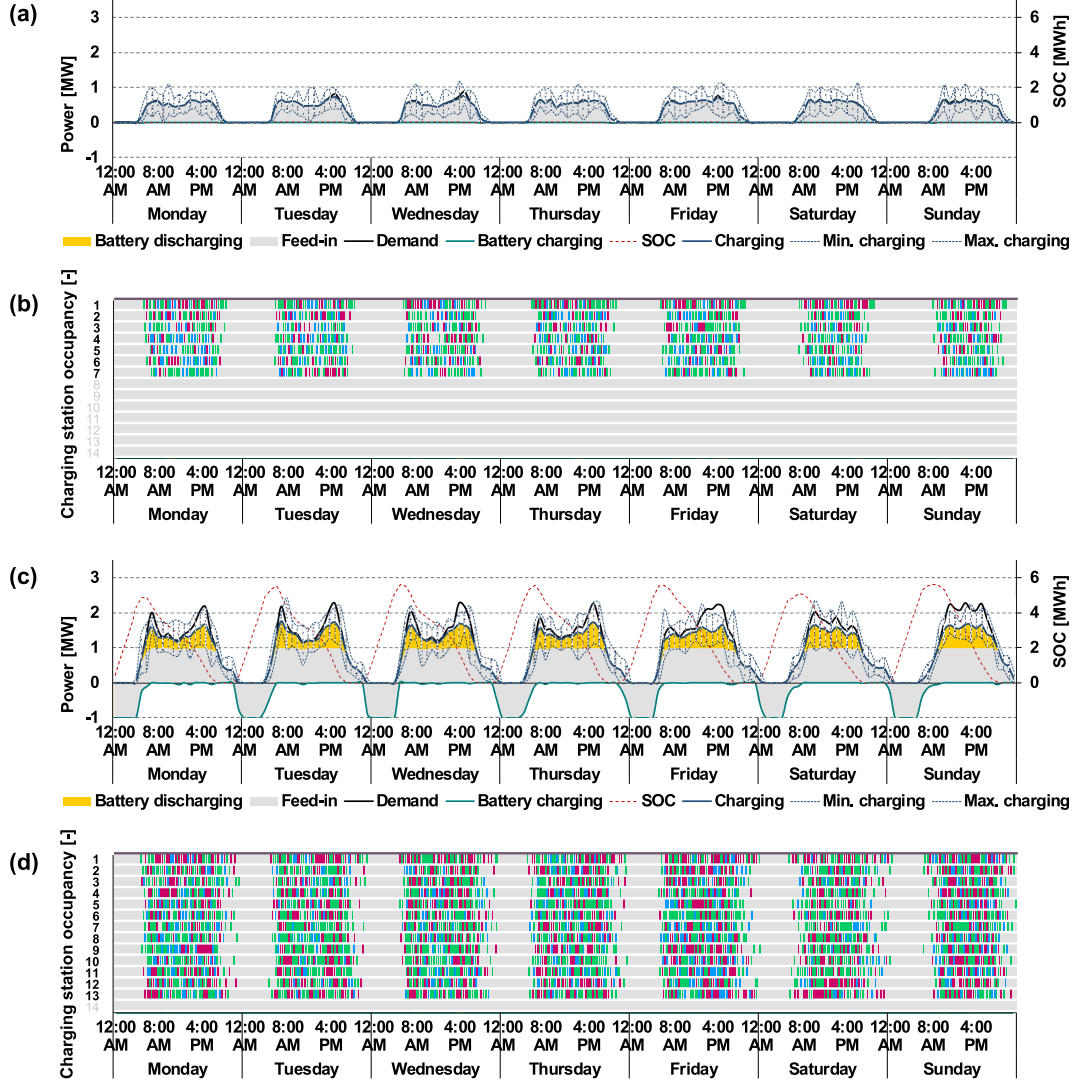 (a)
Power [MW]
SOC [MWh]
3
2
1
0
-1
6
4
2
0
12:00 AM 8:00 AM 4:00 PM 12:00 AM 8:00 AM 4:00 PM 12:00 AM 8:00 AM 4:00 PM 12:00 AM 8:00 AM 4:00 PM 12:00 AM 8:00 AM 4:00 PM 12:00 AM 8:00 AM 4:00 PM 12:00 AM 8:00 AM 4:00 PM
Monday Tuesday Wednesday Thursday Friday Saturday Sunday
Battery discharging Feed-in Demand Battery charging SOC Charging Min. charging Max. charging
(b)
Charging station occupancy [-]
1
2
3
4
5
6
7
8
9
10
11
12
13
14
12:00 AM 8:00 AM 4:00 PM 12:00 AM 8:00 AM 4:00 PM 12:00 AM 8:00 AM 4:00 PM 12:00 AM 8:00 AM 4:00 PM 12:00 AM 8:00 AM 4:00 PM 12:00 AM 8:00 AM 4:00 PM 12:00 AM 8:00 AM 4:00 PM
Monday Tuesday Wednesday Thursday Friday Saturday Sunday
(c)
Power [MW]
SOC [MWh]
3
2
1
0
-1
6
4
2
0
12:00 AM 8:00 AM 4:00 PM 12:00 AM 8:00 AM 4:00 PM 12:00 AM 8:00 AM 4:00 PM 12:00 AM 8:00 AM 4:00 PM 12:00 AM 8:00 AM 4:00 PM 12:00 AM 8:00 AM 4:00 PM 12:00 AM 8:00 AM 4:00 PM
Monday Tuesday Wednesday Thursday Friday Saturday Sunday
Battery discharging Feed-in Demand Battery charging SOC Charging Min. charging Max. charging
(d)
Charging station occupancy [-]
1
2
3
4
5
6
7
8
9
10
11
12
13
14
12:00 AM 8:00 AM 4:00 PM 12:00 AM 8:00 AM 4:00 PM 12:00 AM 8:00 AM 4:00 PM 12:00 AM 8:00 AM 4:00 PM 12:00 AM 8:00 AM 4:00 PM 12:00 AM 8:00 AM 4:00 PM 12:00 AM 8:00 AM 4:00 PM
Monday Tuesday Wednesday Thursday Friday Saturday Sunday